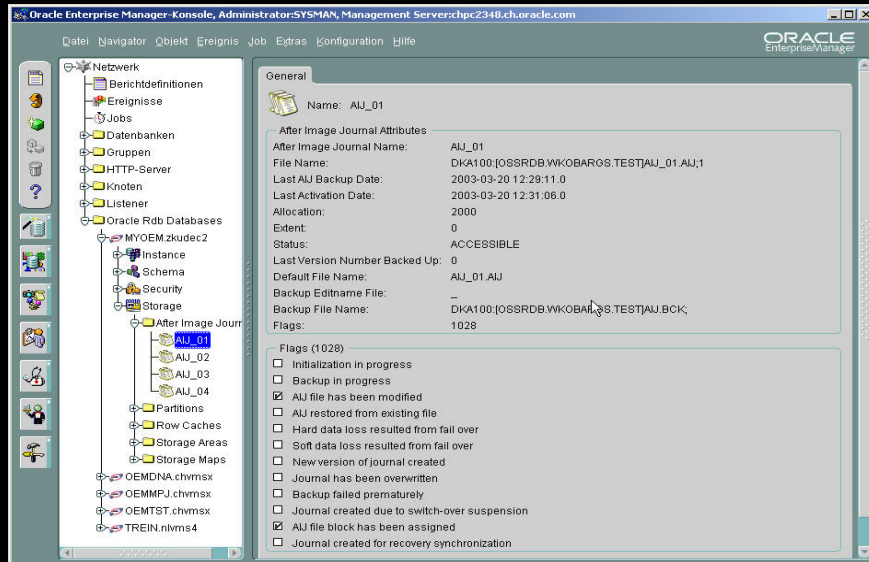 Oracle Enterprise Manager-Konsole, Administrator:SYSMAN, Management Server:chpc2348.ch.oracle.com
Datei Navigator Objekt Ereignis Job Extras Konfiguration Hilfe
ORACLE
EnterpriseManager
Netzwerk
Berichtdefinitionen
Ereignisse
Jobs
Datenbanken
Gruppen
HTTP-Server
Knoten
Listener
Oracle Rdb Databases
MYOEM.zkudec2
Instance
Schema
Security
Storage
After Image Jour
AIJ_01
AIJ_02
AIJ_03
AIJ_04
Partitions
Row Caches
Storage Areas
Storage Maps
OEMDNA.chvmsx
OEMMPJ.chvmsx
OEMTST.chvmsx
TREIN.nlvms4
General
Name: AIJ_01
After Image Journal Attributes
After Image Journal Name: AIJ_01
File Name: DKA100:[OSSRDB.WKOBARGS.TEST]AIJ_01.AIJ;1
Last AIJ Backup Date: 2003-03-20 12:29:11.0
Last Activation Date: 2003-03-20 12:31:06.0
Allocation: 2000
Extent: 0
Status: ACCESSIBLE
Last Version Number Backed Up: 0
Default File Name: AIJ_01.AIJ
Backup Editname File: _
Backup File Name: DKA100:[OSSRDB.WKOBARGS.TEST]AIJ.BCK;
Flags: 1028
Flags (1028)
Initialization in progress
Backup in progress
AIJ file has been modified
AIJ restored from existing file
Hard data loss resulted from fail over
Soft data loss resulted from fail over
New version of journal created
Journal has been overwritten
Backup failed prematurely
Journal created due to switch-over suspension
AIJ file block has been assigned
Journal created for recovery synchronization